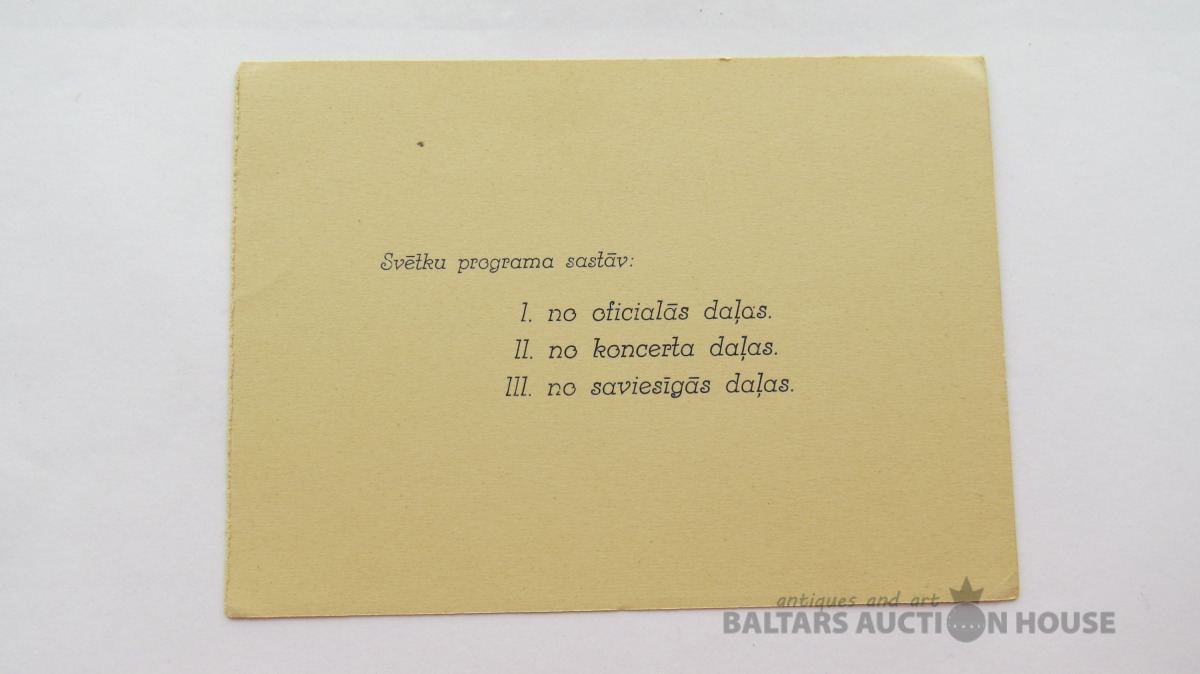 Svētku programa sastāv:
I. no oficialās daļas.
II. no koncerta daļas.
III. no saviesīgās daļas.
antiques and art
BALTARS AUCTION HOUSE